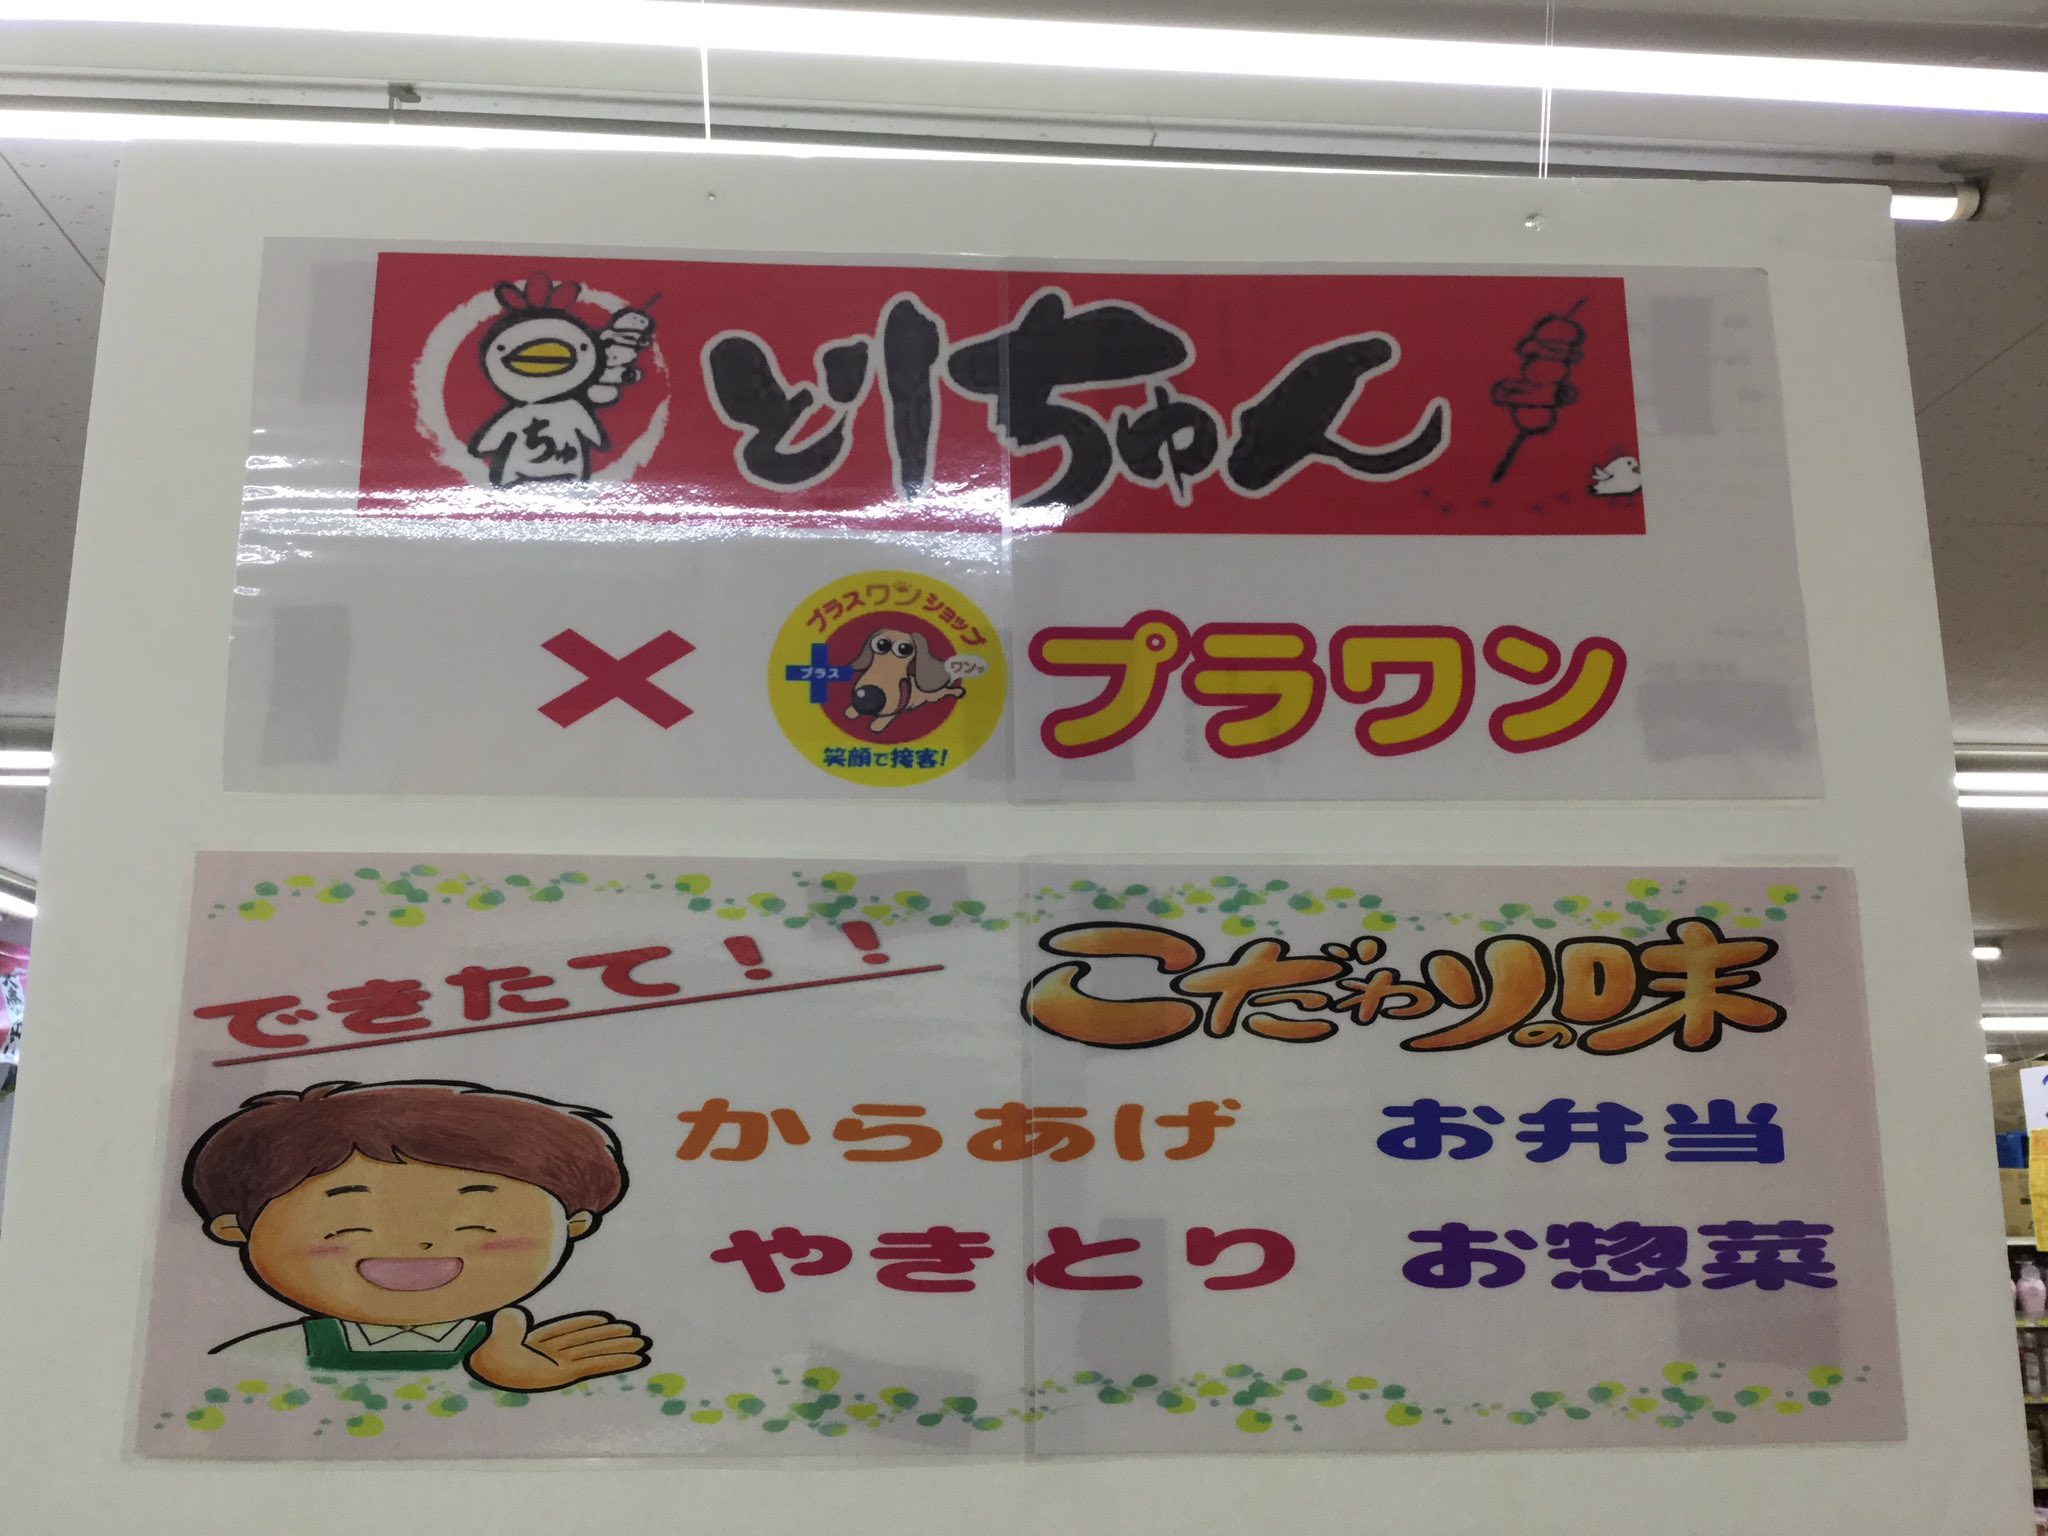 とりちゅん
ちゅ
×
プラスワンショップ
プラス
ワンッ
笑顔で接客!
プラワン
できたて!!
こだわりの味
からあげ お弁当
やきとり お惣菜